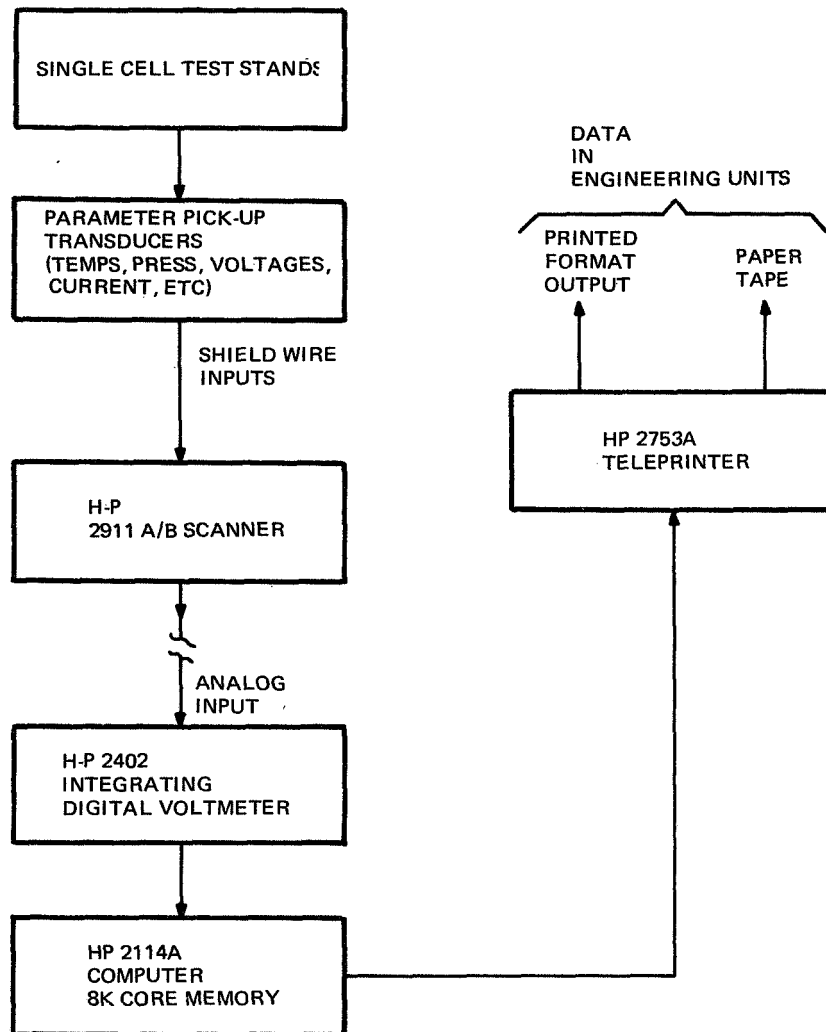 SINGLE CELL TEST STANDS
PARAMETER PICK-UP
TRANSDUCERS
(TEMPS, PRESS, VOLTAGES,
CURRENT, ETC)
SHIELD WIRE
INPUTS
H-P
2911 A/B SCANNER
ANALOG
INPUT
H-P 2402
INTEGRATING
DIGITAL VOLTMETER
HP 2114A
COMPUTER
8K CORE MEMORY
DATA
IN
ENGINEERING UNITS
PRINTED
FORMAT
OUTPUT
PAPER
TAPE
HP 2753A
TELEPRINTER